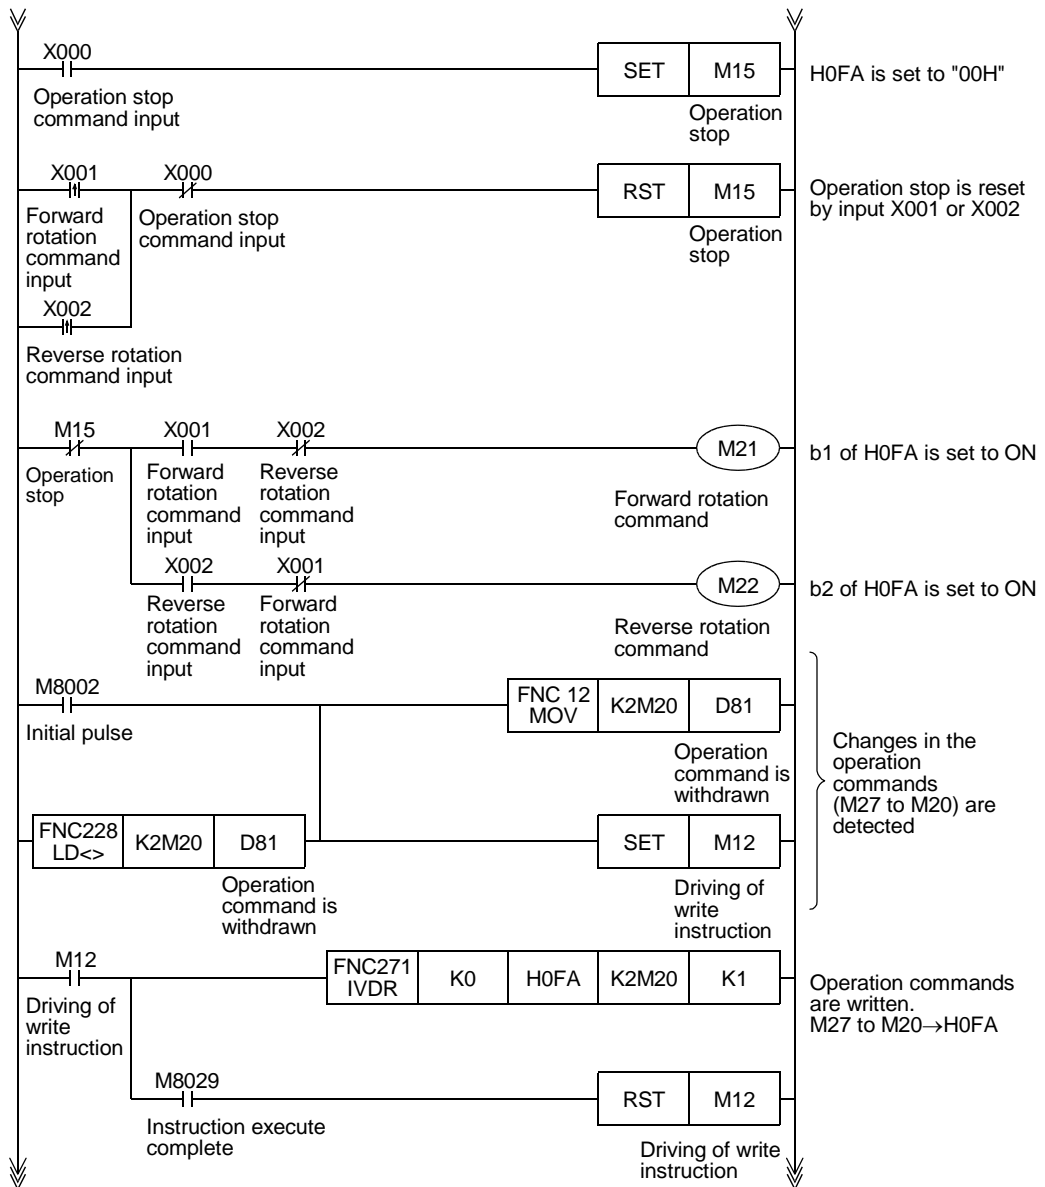 X000
SET M15
H0FA is set to "00H"
Operation stop
command input
Operation
stop
X001 X000
RST M15
Operation stop is reset
by input X001 or X002
Forward
rotation
command
input
Operation stop
command input
Operation
stop
X002
Reverse rotation
command input
M15 X001 X002
M21
b1 of H0FA is set to ON
Operation
stop
Forward
rotation
command
input
Reverse
rotation
command
input
Forward rotation
command
X002 X001
M22
b2 of H0FA is set to ON
Reverse
rotation
command
input
Forward
rotation
command
input
Reverse rotation
command
M8002
FNC 12
MOV
K2M20 D81
Initial pulse
Operation
command is
withdrawn
Changes in the
operation
commands
(M27 to M20) are
detected
FNC228
LD<>
K2M20 D81
SET M12
Operation
command is
withdrawn
Driving of
write
instruction
M12
FNC271
IVDR
K0 H0FA K2M20 K1
Operation commands
are written.
M27 to M20→H0FA
Driving of
write
instruction
M8029
RST M12
Instruction execute
complete
Driving of write
instruction